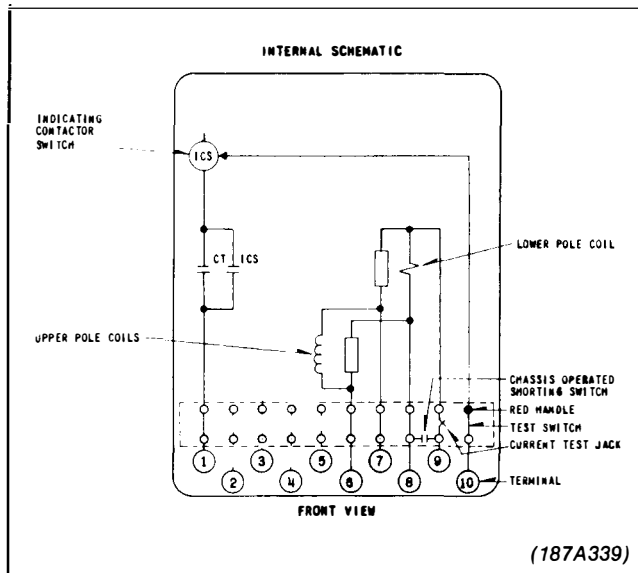 INTERNAL SCHEMATIC
INDICATING
CONTACTOR
SWITCH
ICS
CT ICS
LOWER POLE COIL
UPPER POLE COILS
CHASSIS OPERATED
SHORTING SWITCH
RED HANDLE
TEST SWITCH
CURRENT TEST JACK
1 3 5 7 9
2 4 6 8 10
TERMINAL
FRONT VIEW
(187A339)